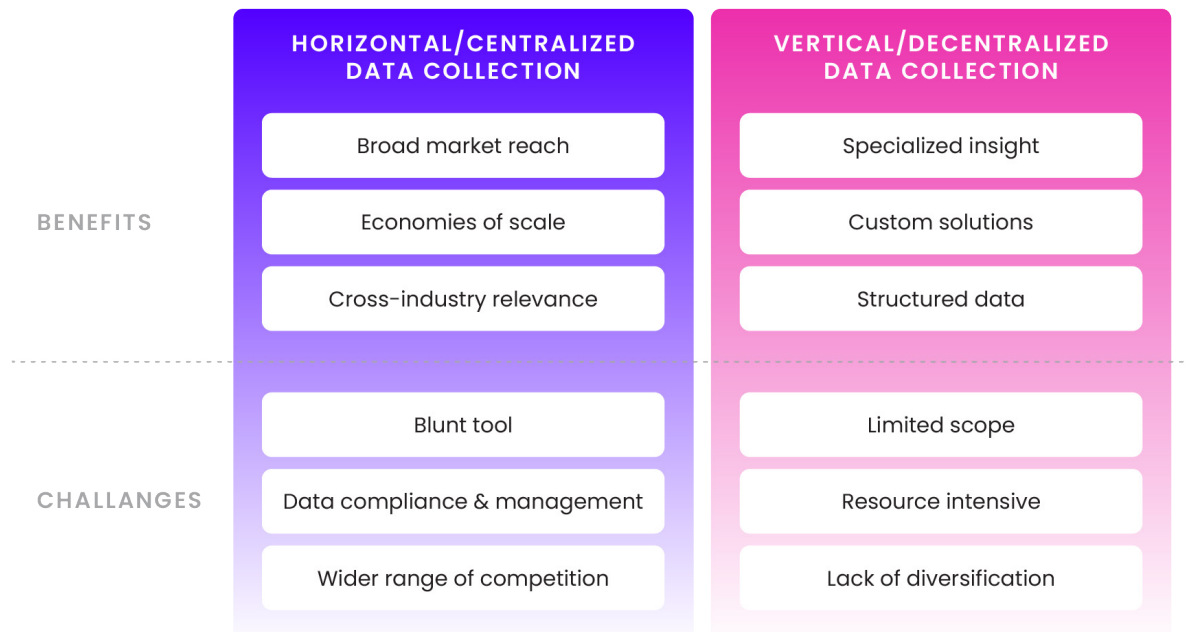 HORIZONTAL/CENTRALIZED
DATA COLLECTION
VERTICAL/DECENTRALIZED
DATA COLLECTION
BENEFITS
Broad market reach
Specialized insight
Economies of scale
Custom solutions
Cross-industry relevance
Structured data
CHALLANGES
Blunt tool
Limited scope
Data compliance & management
Resource intensive
Wider range of competition
Lack of diversification